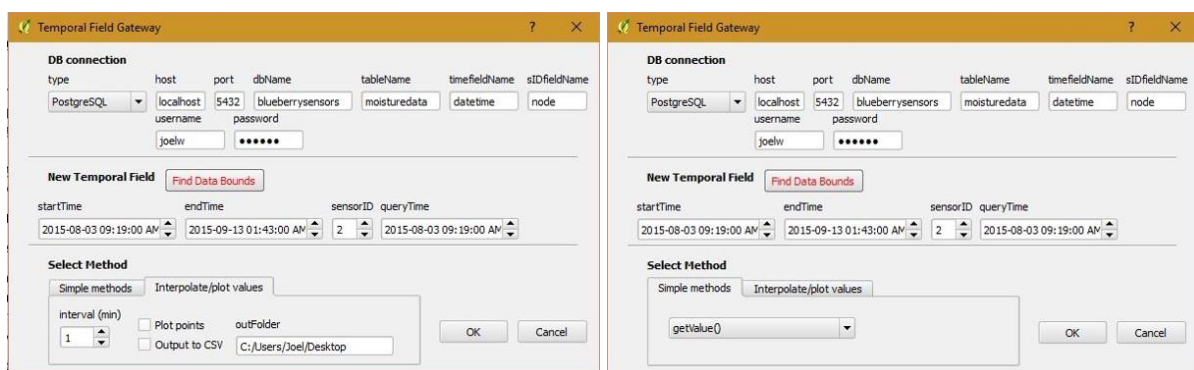 Temporal Field Gateway ? ×
DB connection
type host port dbName tableName timefieldName sIDfieldName
PostgreSQL localhost 5432 blueberrysensors moisturedata datetime node
username password
joelw ●●●●●●
New Temporal Field Find Data Bounds
startTime endTime sensorID queryTime
2015-08-03 09:19:00 AM 2015-09-13 01:43:00 AM 2 2015-08-03 09:19:00 AM
Select Method
Simple methods Interpolate/plot values
interval (min)
1
Plot points outFolder
Output to CSV C:/Users/Joel/Desktop
OK Cancel
Temporal Field Gateway ? ×
DB connection
type host port dbName tableName timefieldName sIDfieldName
PostgreSQL localhost 5432 blueberrysensors moisturedata datetime node
username password
joelw ●●●●●●
New Temporal Field Find Data Bounds
startTime endTime sensorID queryTime
2015-08-03 09:19:00 AM 2015-09-13 01:43:00 AM 2 2015-08-03 09:19:00 AM
Select Method
Simple methods Interpolate/plot values
getValue()
OK Cancel